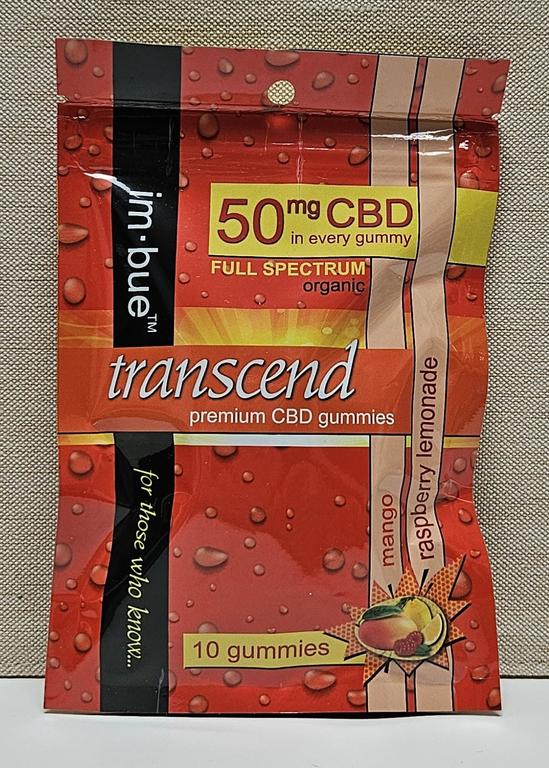 im·bue™
50mg CBD
in every gummy
FULL SPECTRUM
organic
transcend
premium CBD gummies
for those who know...
mango
raspberry lemonade
10 gummies